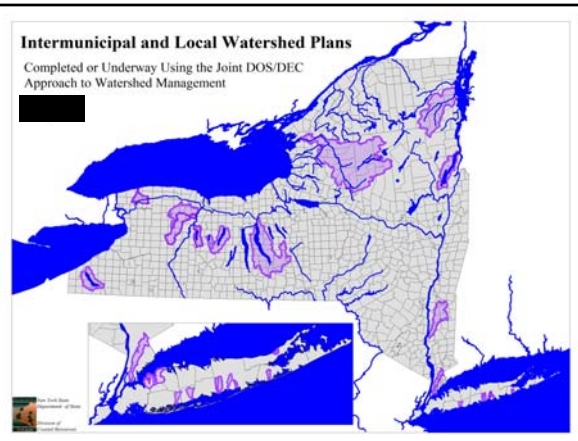 Intermunicipal and Local Watershed Plans
Completed or Underway Using the Joint DOS/DEC
Approach to Watershed Management
New York State
Department of State
Division of
Coastal Resources